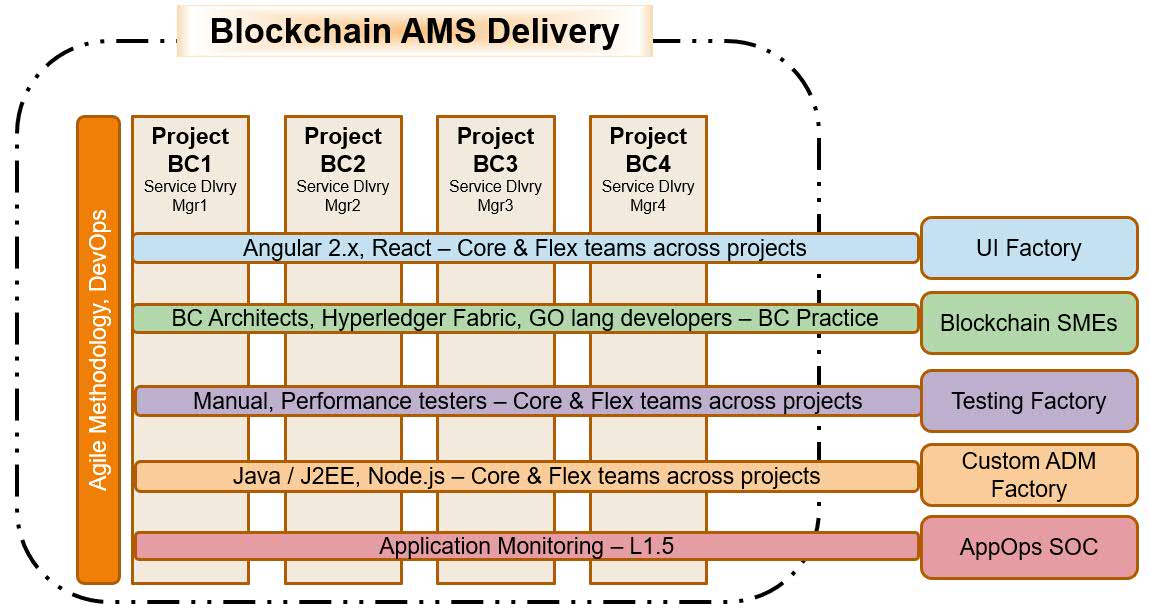 Blockchain AMS Delivery
Agile Methodology, DevOps
Project
BC1
Service Dlvry
Mgr1
Project
BC2
Service Dlvry
Mgr2
Project
BC3
Service Dlvry
Mgr3
Project
BC4
Service Dlvry
Mgr4
Angular 2.x, React – Core & Flex teams across projects
UI Factory
BC Architects, Hyperledger Fabric, GO lang developers – BC Practice
Blockchain SMEs
Manual, Performance testers – Core & Flex teams across projects
Testing Factory
Java / J2EE, Node.js – Core & Flex teams across projects
Custom ADM
Factory
Application Monitoring – L1.5
AppOps SOC